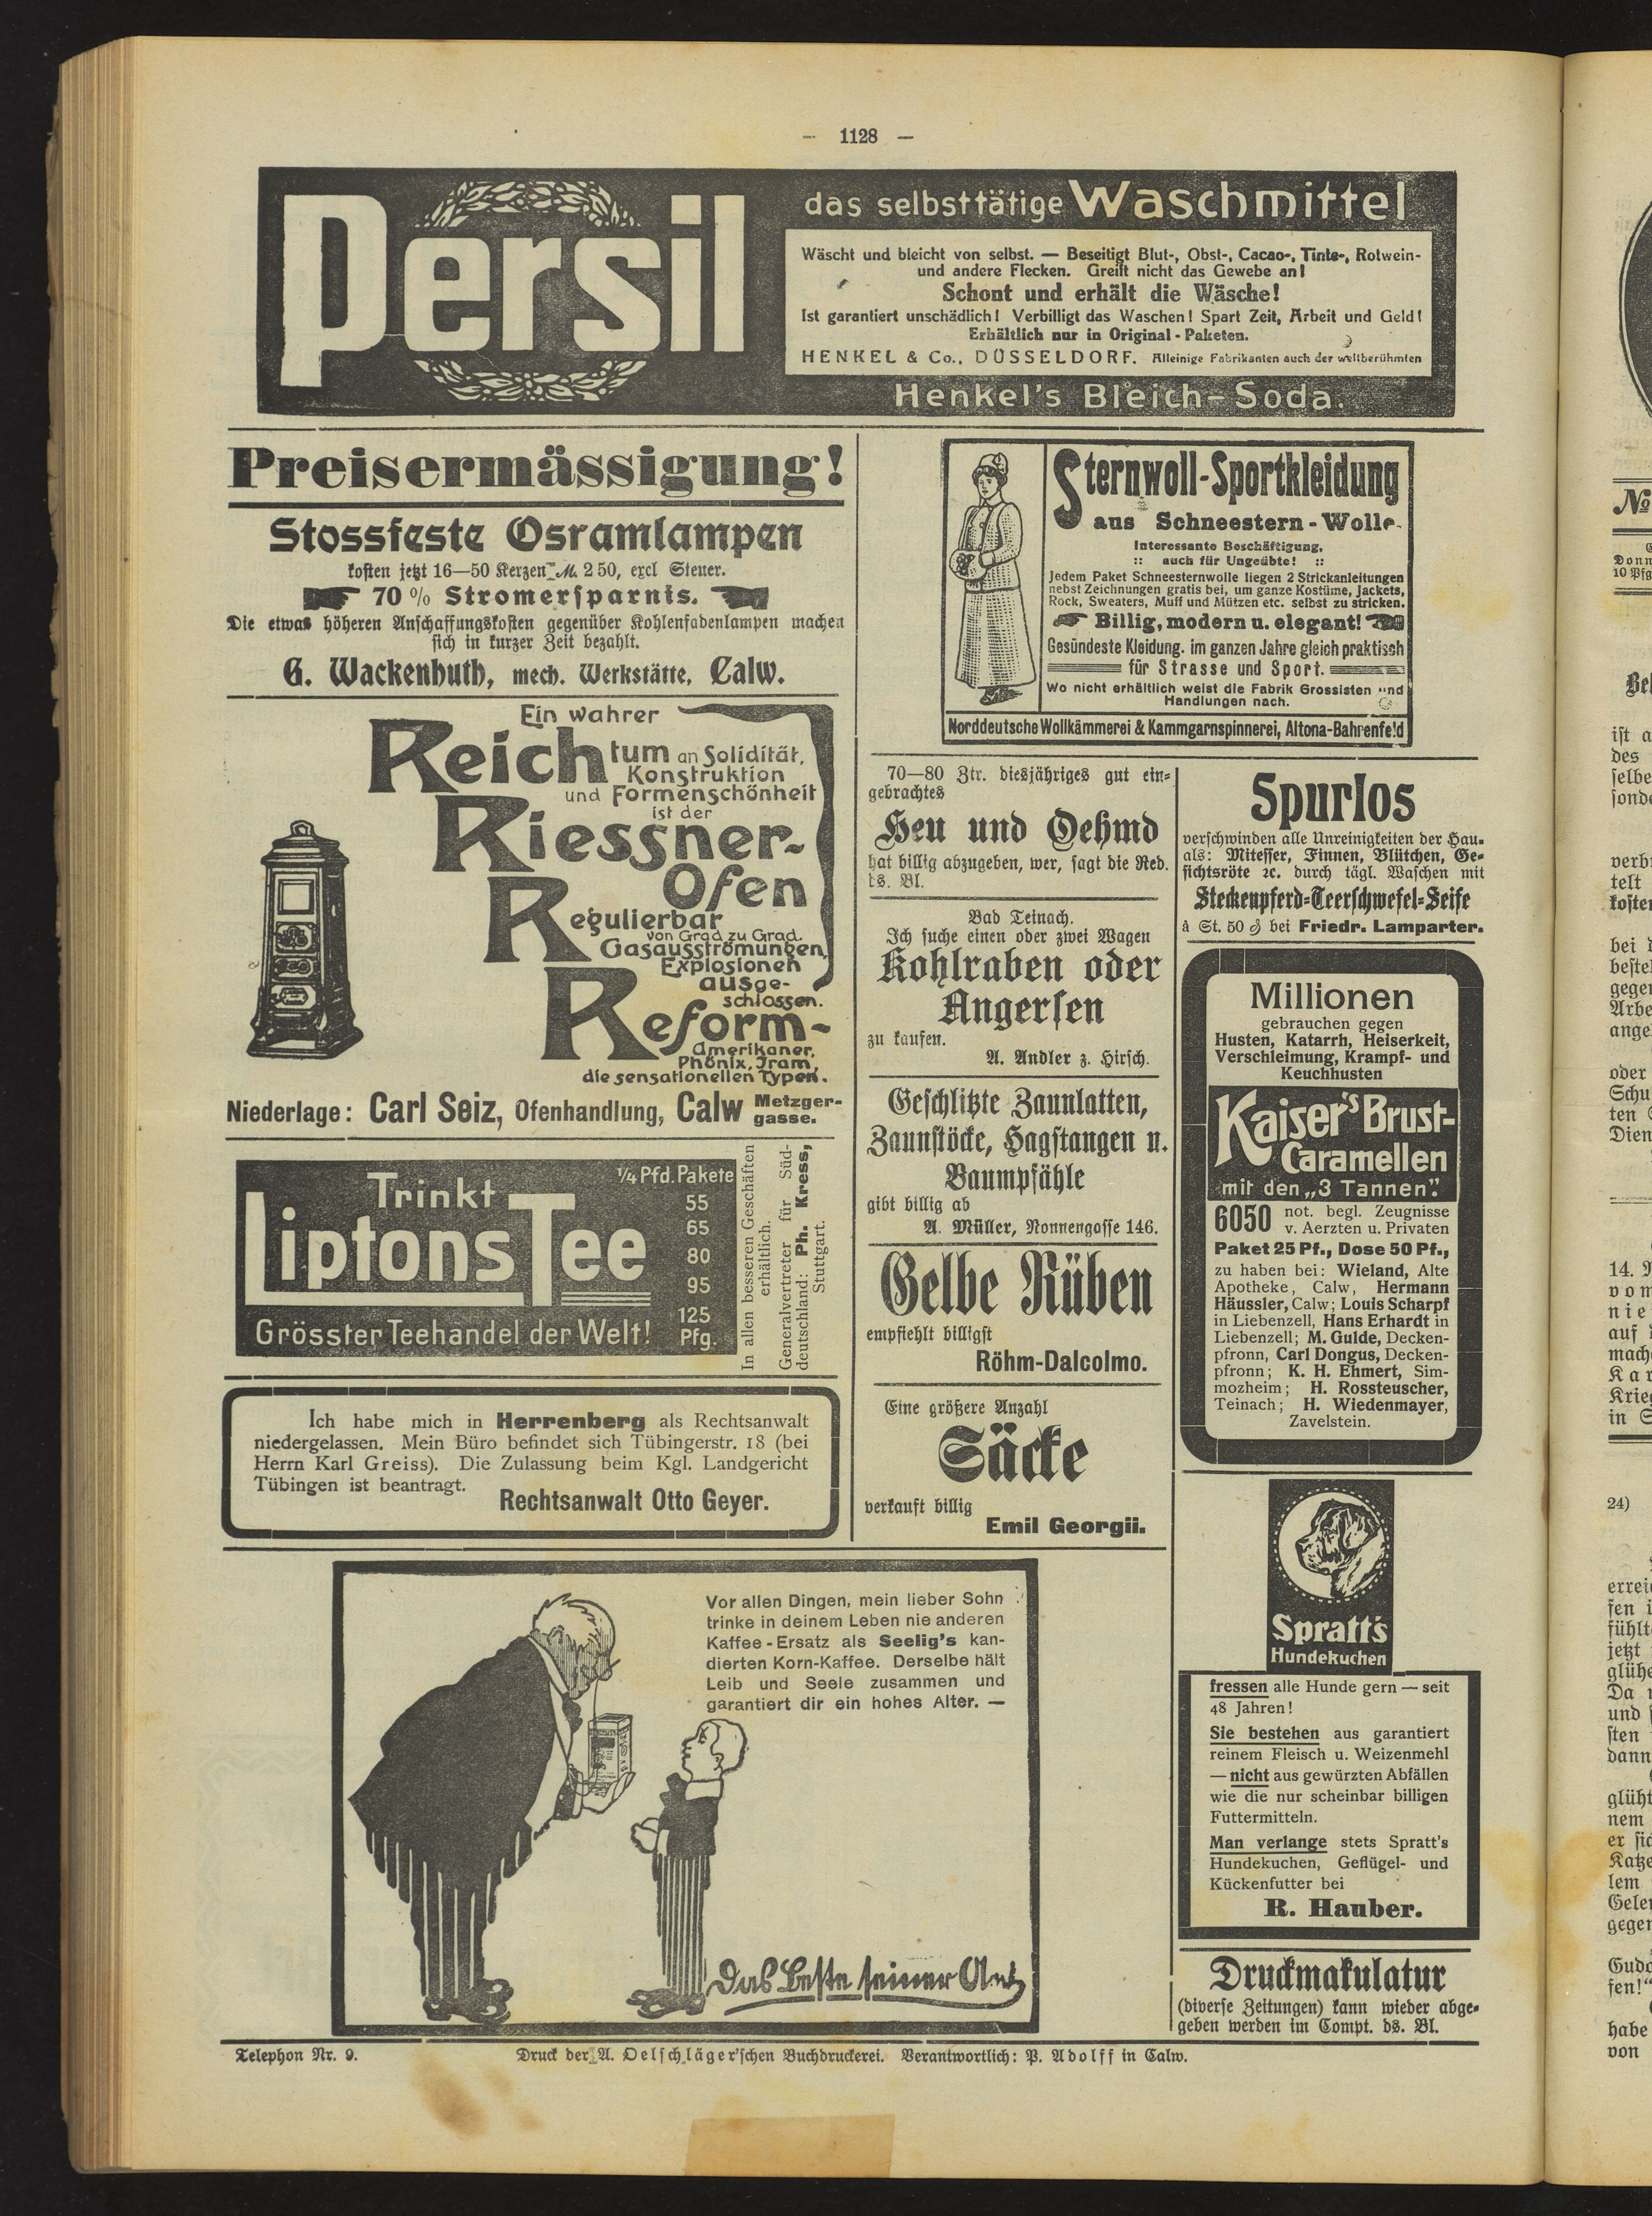 — 1128 —
Persil
das selbsttätige Waschmittel
Wäscht und bleicht von selbst. — Beseitigt Blut-, Obst-, Cacao-, Tinte-, Rotwein-
und andere Flecken. Greift nicht das Gewebe an!
Schont und erhält die Wäsche!
Ist garantiert unschädlich! Verbilligt das Waschen! Spart Zeit, Arbeit und Geld!
Erhältlich nur in Original-Paketen.
HENKEL & Co., DÜSSELDORF. Alleinige Fabrikanten auch der weltberühmten
Henkel's Bleich-Soda.
Preisermässigung!
Stossfeste Osramlampen
kosten jetzt 16—50 Kerzen M. 2 50, excl Steuer.
70 % Stromersparnis.
Die etwas höheren Anschaffungskosten gegenüber Kohlenfadenlampen machen
sich in kurzer Zeit bezahlt.
G. Wackenhuth, mech. Werkstätte, Calw.
Ein wahrer
Reichtum an Solidität,
Konstruktion
und Formenschönheit
ist der
Riessner-
Ofen
Regulierbar
von Grad zu Grad.
Gasausströmungen,
Explosionen
ausge-
schlossen.
Reform-
Amerikaner,
Phönix, Iram,
die sensationellen Typen.
Niederlage: Carl Seiz, Ofenhandlung, Calw Metzger-
gasse.
Trinkt
Liptons Tee
Grösster Teehandel der Welt!
1/4 Pfd. Pakete
55
65
80
95
125
Pfg.
In allen besseren Geschäften
erhältlich.
Generalvertreter für Süd-
deutschland: Ph. Kress,
Stuttgart.
Ich habe mich in Herrenberg als Rechtsanwalt
niedergelassen. Mein Büro befindet sich Tübingerstr. 18 (bei
Herrn Karl Greiss). Die Zulassung beim Kgl. Landgericht
Tübingen ist beantragt.
Rechtsanwalt Otto Geyer.
Sternwoll-Sportkleidung
aus Schneestern-Wolle.
Interessante Beschäftigung,
:: auch für Ungeübte! ::
Jedem Paket Schneesternwolle liegen 2 Strickanleitungen
nebst Zeichnungen gratis bei, um ganze Kostüme, Jackets,
Rock, Sweaters, Muff und Mützen etc. selbst zu stricken.
Billig, modern u. elegant!
Gesündeste Kleidung. im ganzen Jahre gleich praktisch
für Strasse und Sport.
Wo nicht erhältlich weist die Fabrik Grossisten und
Handlungen nach.
Norddeutsche Wollkämmerei & Kammgarnspinnerei, Altona-Bahrenfeld
70—80 Ztr. diesjähriges gut ein-
gebrachtes
Heu und Oehmd
hat billig abzugeben, wer, sagt die Red.
ds. Bl.
Bad Teinach.
Ich suche einen oder zwei Wagen
Kohlraben oder
Angersen
zu kaufen.
A. Andler z. Hirsch.
Geschlitzte Zaunlatten,
Zaunstöcke, Hagstangen u.
Baumpfähle
gibt billig ab
A. Müller, Nonnengasse 146.
Gelbe Rüben
empfiehlt billigst
Röhm-Dalcolmo.
Eine größere Anzahl
Säcke
verkauft billig
Emil Georgii.
Spurlos
verschwinden alle Unreinigkeiten der Hau-
als: Mitesser, Finnen, Blütchen, Ge-
sichtsröte ꝛc. durch tägl. Waschen mit
Steckenpferd-Teerschwefel-Seife
à St. 50 ₰ bei Friedr. Lamparter.
Millionen
gebrauchen gegen
Husten, Katarrh, Heiserkeit,
Verschleimung, Krampf- und
Keuchhusten
Kaiser's Brust-
Caramellen
mit den „3 Tannen".
6050 not. begl. Zeugnisse
v. Aerzten u. Privaten
Paket 25 Pf., Dose 50 Pf.,
zu haben bei: Wieland, Alte
Apotheke, Calw, Hermann
Häussler, Calw; Louis Scharpf
in Liebenzell, Hans Erhardt in
Liebenzell; M. Gulde, Decken-
pfronn, Carl Dongus, Decken-
pfronn; K. H. Ehmert, Sim-
mozheim; H. Rossteuscher,
Teinach; H. Wiedenmayer,
Zavelstein.
Spratt's
Hundekuchen
fressen alle Hunde gern — seit
48 Jahren!
Sie bestehen aus garantiert
reinem Fleisch u. Weizenmehl
— nicht aus gewürzten Abfällen
wie die nur scheinbar billigen
Futtermitteln.
Man verlange stets Spratt's
Hundekuchen, Geflügel- und
Kückenfutter bei
R. Hauber.
Druckmakulatur
(diverse Zeitungen) kann wieder abge-
geben werden im Compt. ds. Bl.
Vor allen Dingen, mein lieber Sohn
trinke in deinem Leben nie anderen
Kaffee-Ersatz als Seelig's kan-
dierten Korn-Kaffee. Derselbe hält
Leib und Seele zusammen und
garantiert dir ein hohes Alter. —
Das Beste seiner Art
Telephon Nr. 9.
Druck der A. Oelschläger'schen Buchdruckerei. Verantwortlich: P. Adolff in Calw.